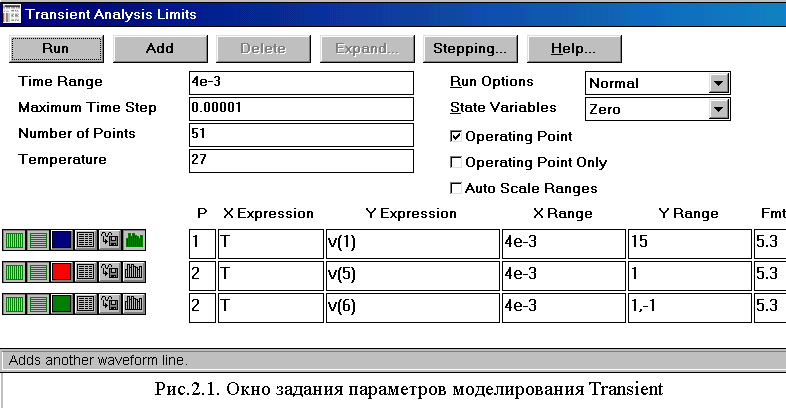 Transient Analysis Limits
Run Add Delete Expand... Stepping... Help...
Time Range 4e-3 Run Options Normal
Maximum Time Step 0.00001 State Variables Zero
Number of Points 51 Operating Point
Temperature 27 Operating Point Only
Auto Scale Ranges
P X Expression Y Expression X Range Y Range Fmt
1 T v(1) 4e-3 15 5.3
2 T v(5) 4e-3 1 5.3
2 T v(6) 4e-3 1,-1 5.3
Adds another waveform line.
Рис.2.1. Окно задания параметров моделирования Transient